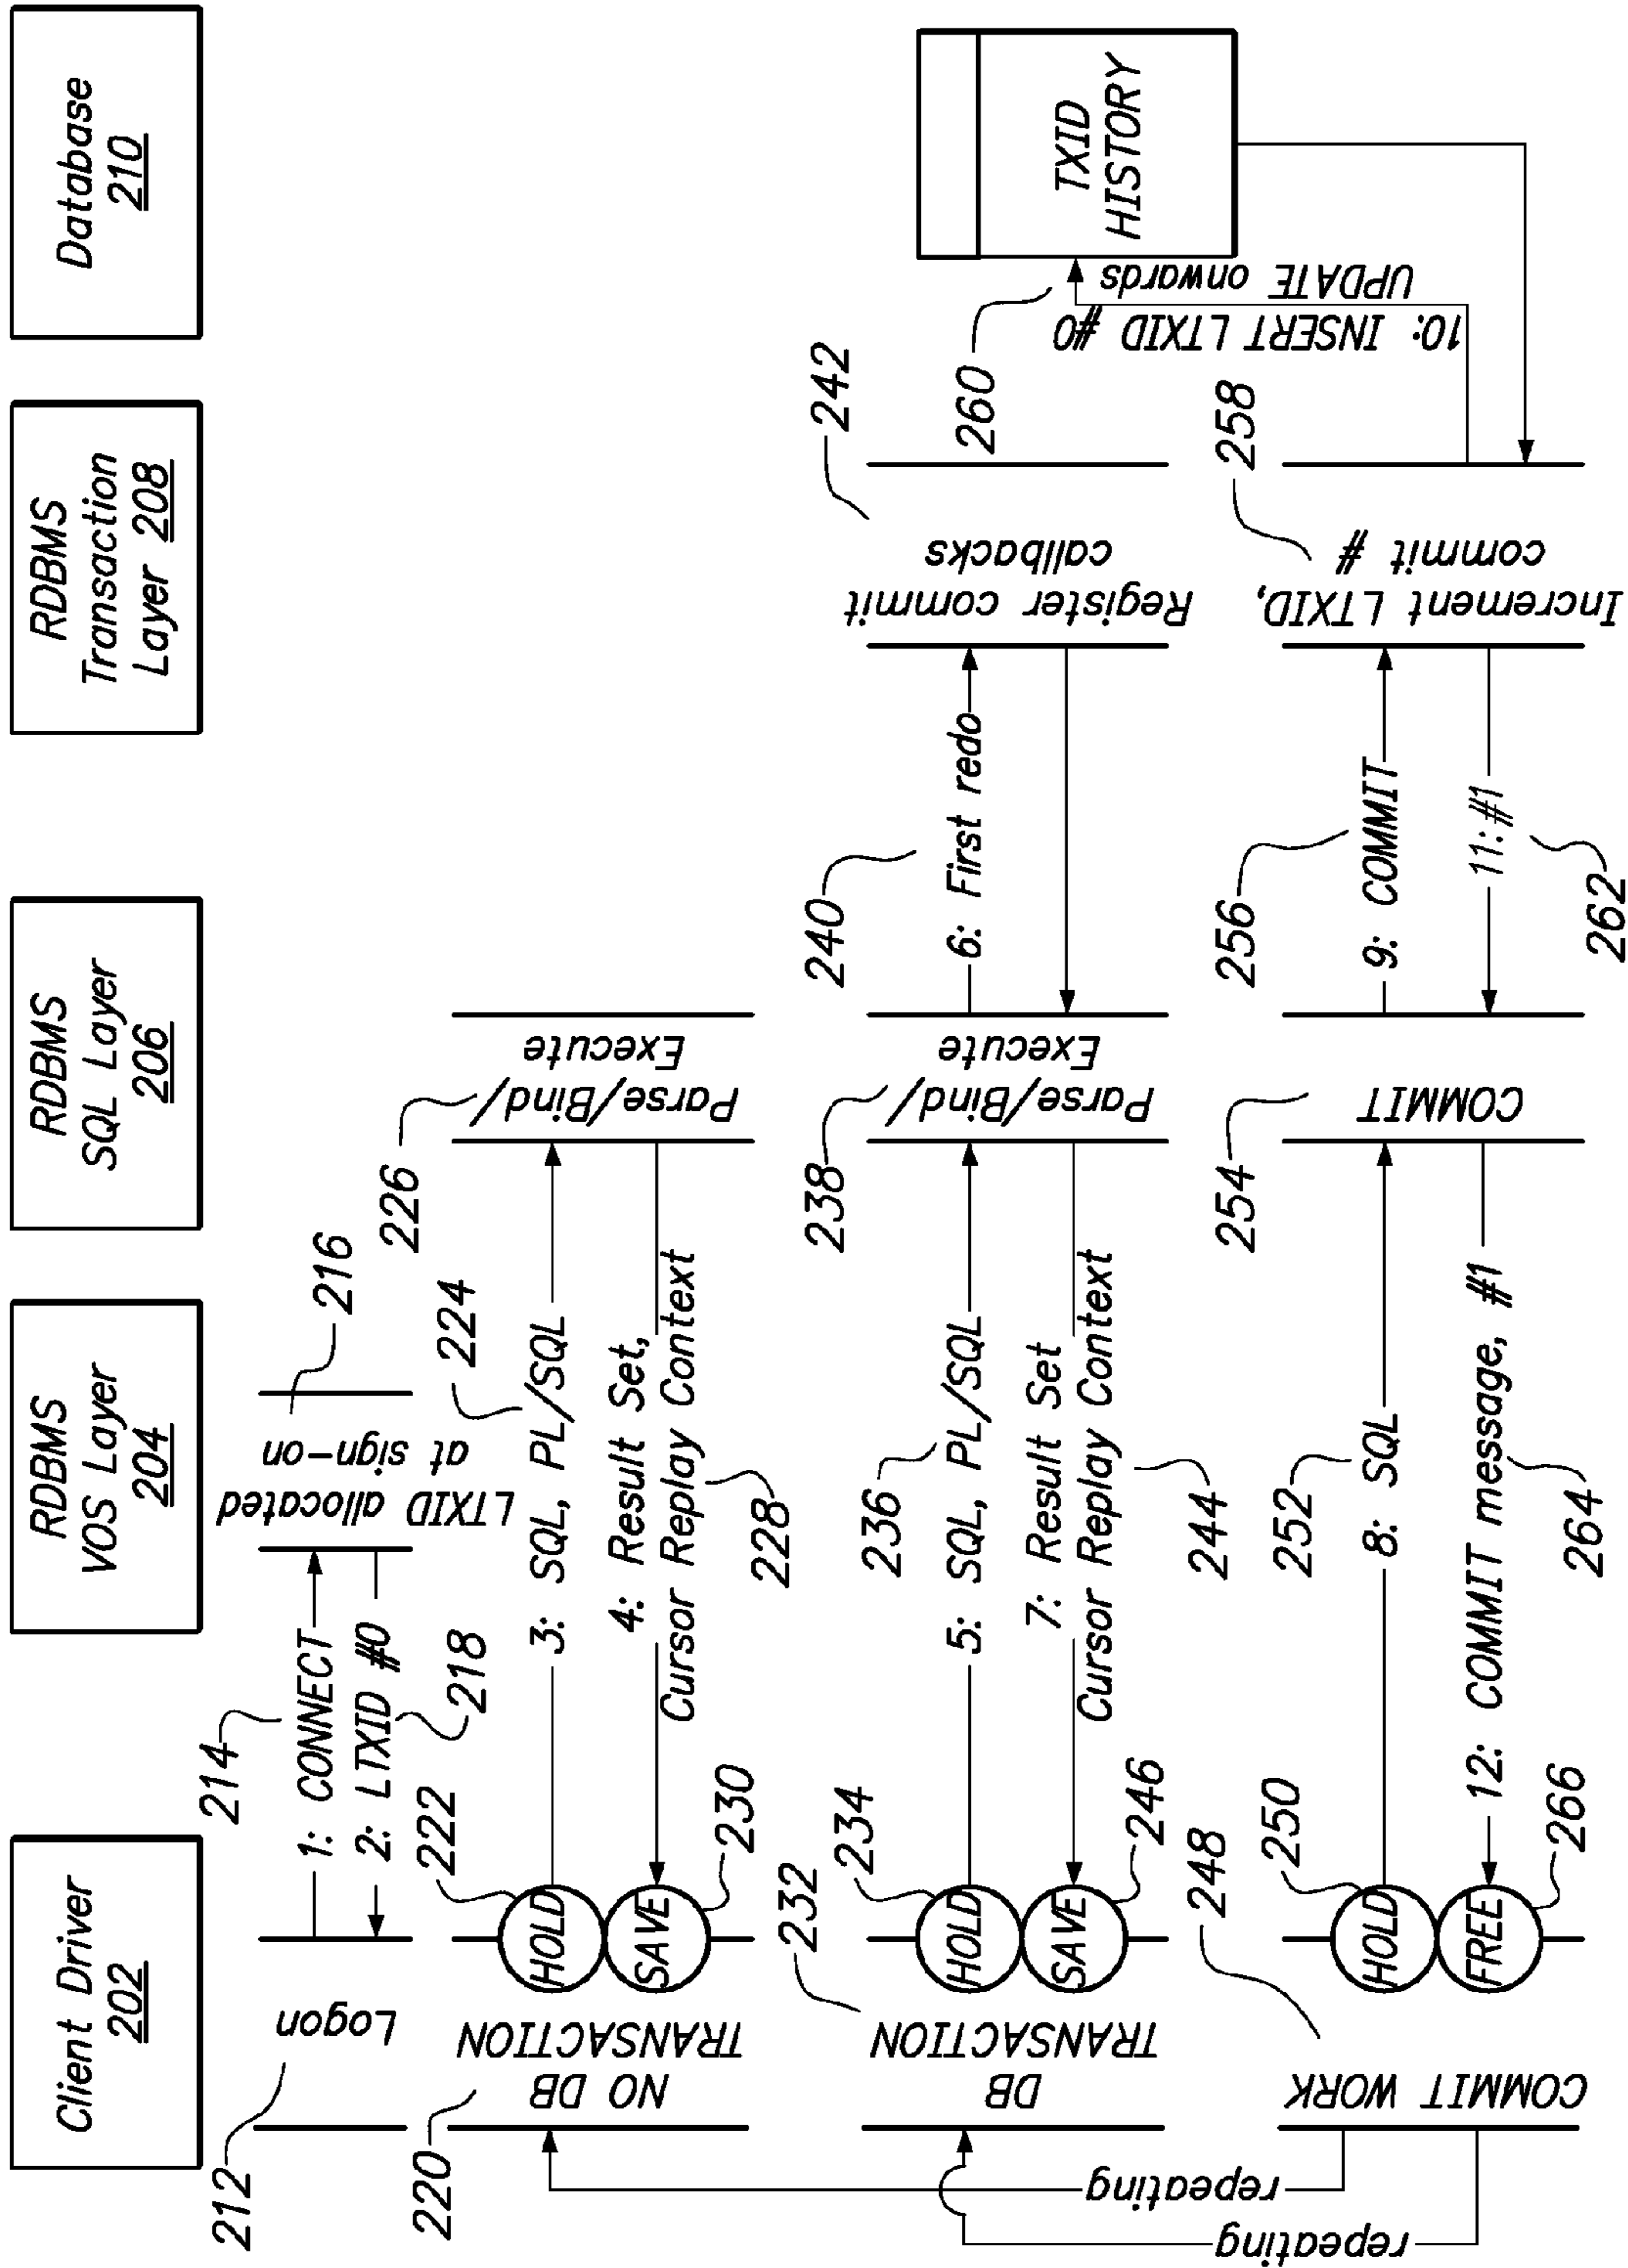 Client Driver
202
RDBMS
VOS Layer
204
RDBMS
SQL Layer
206
RDBMS
Transaction
Layer 208
Database
210
212
Logon
214
1: CONNECT
2: LTXID #0
218
LTXID allocated
at sign-on
216
220
NO DB
TRANSACTION
222
HOLD
3: SQL, PL/SQL
224
226
Parse/Bind/
Execute
SAVE
230
4: Result Set,
Cursor Replay Context
228
232
DB
TRANSACTION
234
HOLD
5: SQL, PL/SQL
236
238
Parse/Bind/
Execute
240
6: First redo
Register commit
callbacks
242
SAVE
246
7: Result Set
Cursor Replay Context
244
248
COMMIT WORK
250
HOLD
8: SQL
252
254
COMMIT
256
9: COMMIT
Increment LTXID,
commit #
258
10: INSERT LTXID #0
UPDATE onwards
260
TXID
HISTORY
11: #1
262
FREE
266
12: COMMIT message, #1
264
repeating
repeating